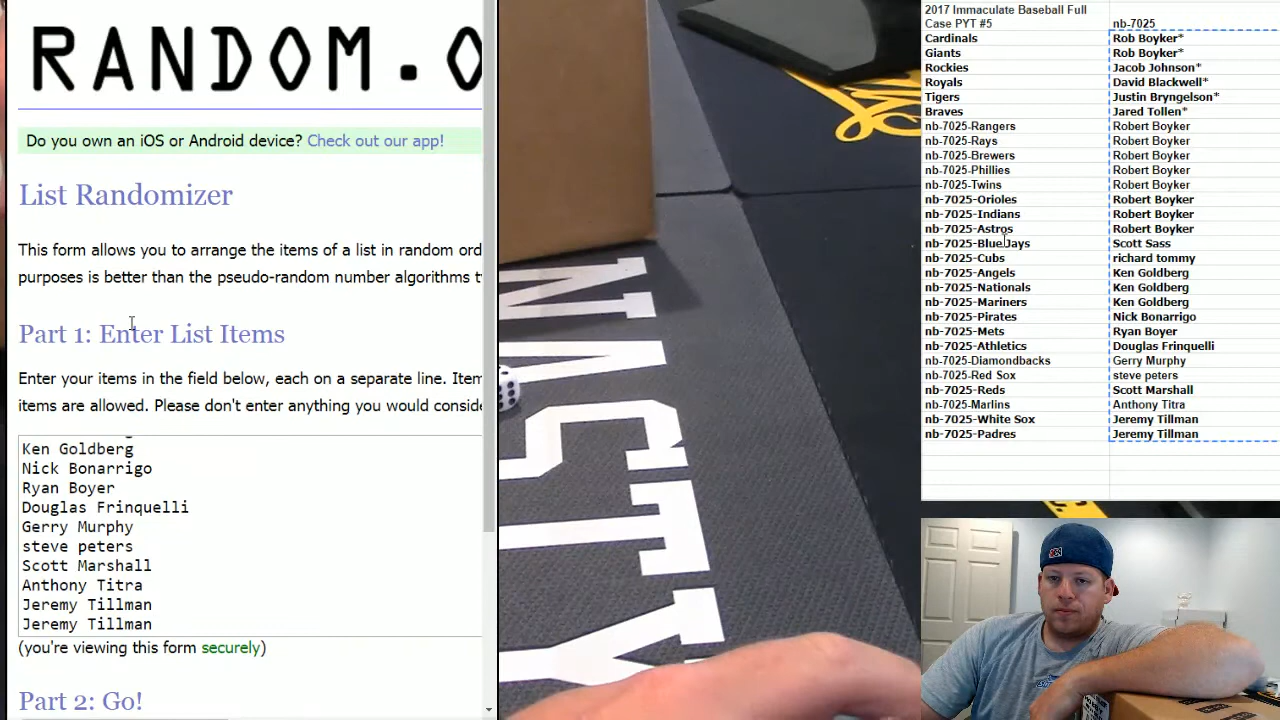 RANDOM.O
Do you own an iOS or Android device? Check out our app!
List Randomizer
This form allows you to arrange the items of a list in random ord
purposes is better than the pseudo-random number algorithms t
Part 1: Enter List Items
Enter your items in the field below, each on a separate line. Item
items are allowed. Please don't enter anything you would conside
Ken Goldberg
Nick Bonarrigo
Ryan Boyer
Douglas Frinquelli
Gerry Murphy
steve peters
Scott Marshall
Anthony Titra
Jeremy Tillman
Jeremy Tillman
(you're viewing this form securely)
Part 2: Go!
NASTY
2017 Immaculate Baseball Full
Case PYT #5 nb-7025
Cardinals Rob Boyker*
Giants Rob Boyker*
Rockies Jacob Johnson*
Royals David Blackwell*
Tigers Justin Bryngelson*
Braves Jared Tollen*
nb-7025-Rangers Robert Boyker
nb-7025-Rays Robert Boyker
nb-7025-Brewers Robert Boyker
nb-7025-Phillies Robert Boyker
nb-7025-Twins Robert Boyker
nb-7025-Orioles Robert Boyker
nb-7025-Indians Robert Boyker
nb-7025-Astros Robert Boyker
nb-7025-BlueJays Scott Sass
nb-7025-Cubs richard tommy
nb-7025-Angels Ken Goldberg
nb-7025-Nationals Ken Goldberg
nb-7025-Mariners Ken Goldberg
nb-7025-Pirates Nick Bonarrigo
nb-7025-Mets Ryan Boyer
nb-7025-Athletics Douglas Frinquelli
nb-7025-Diamondbacks Gerry Murphy
nb-7025-Red Sox steve peters
nb-7025-Reds Scott Marshall
nb-7025-Marlins Anthony Titra
nb-7025-White Sox Jeremy Tillman
nb-7025-Padres Jeremy Tillman